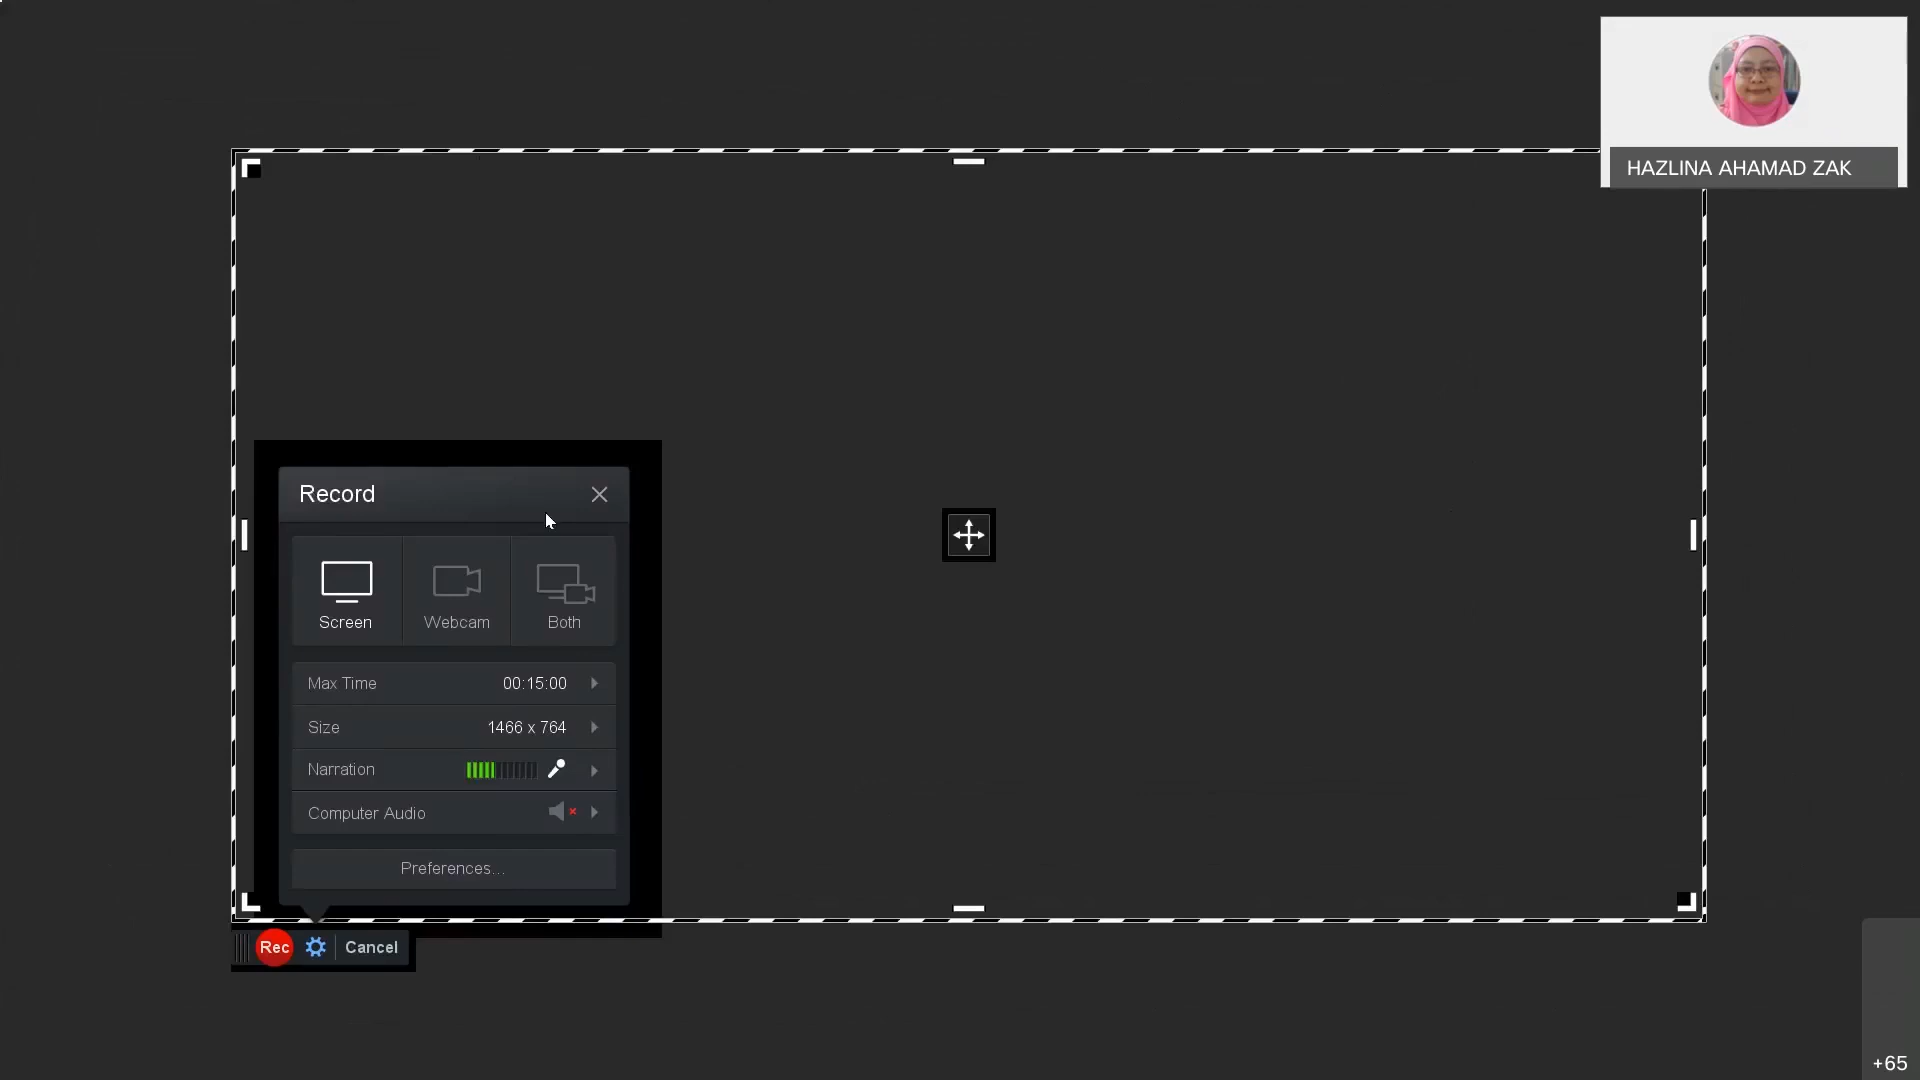 HAZLINA AHAMAD ZAK
Record
Screen
Webcam
Both
Max Time 00:15:00
Size 1466 x 764
Narration
Computer Audio
Preferences...
Rec
Cancel
+65